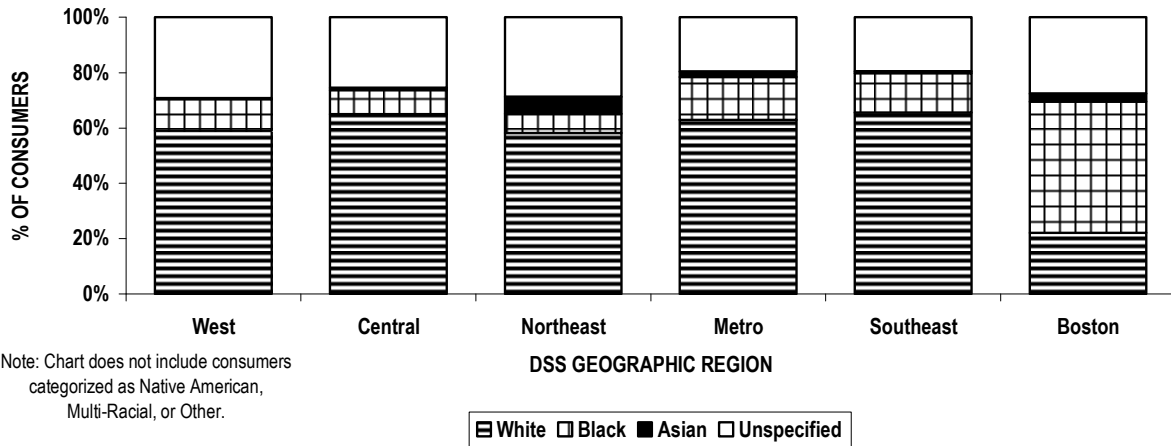 100%
80%
60%
40%
20%
0%
% OF CONSUMERS
West Central Northeast Metro Southeast Boston
Note: Chart does not include consumers
categorized as Native American,
Multi-Racial, or Other.
DSS GEOGRAPHIC REGION
White Black Asian Unspecified